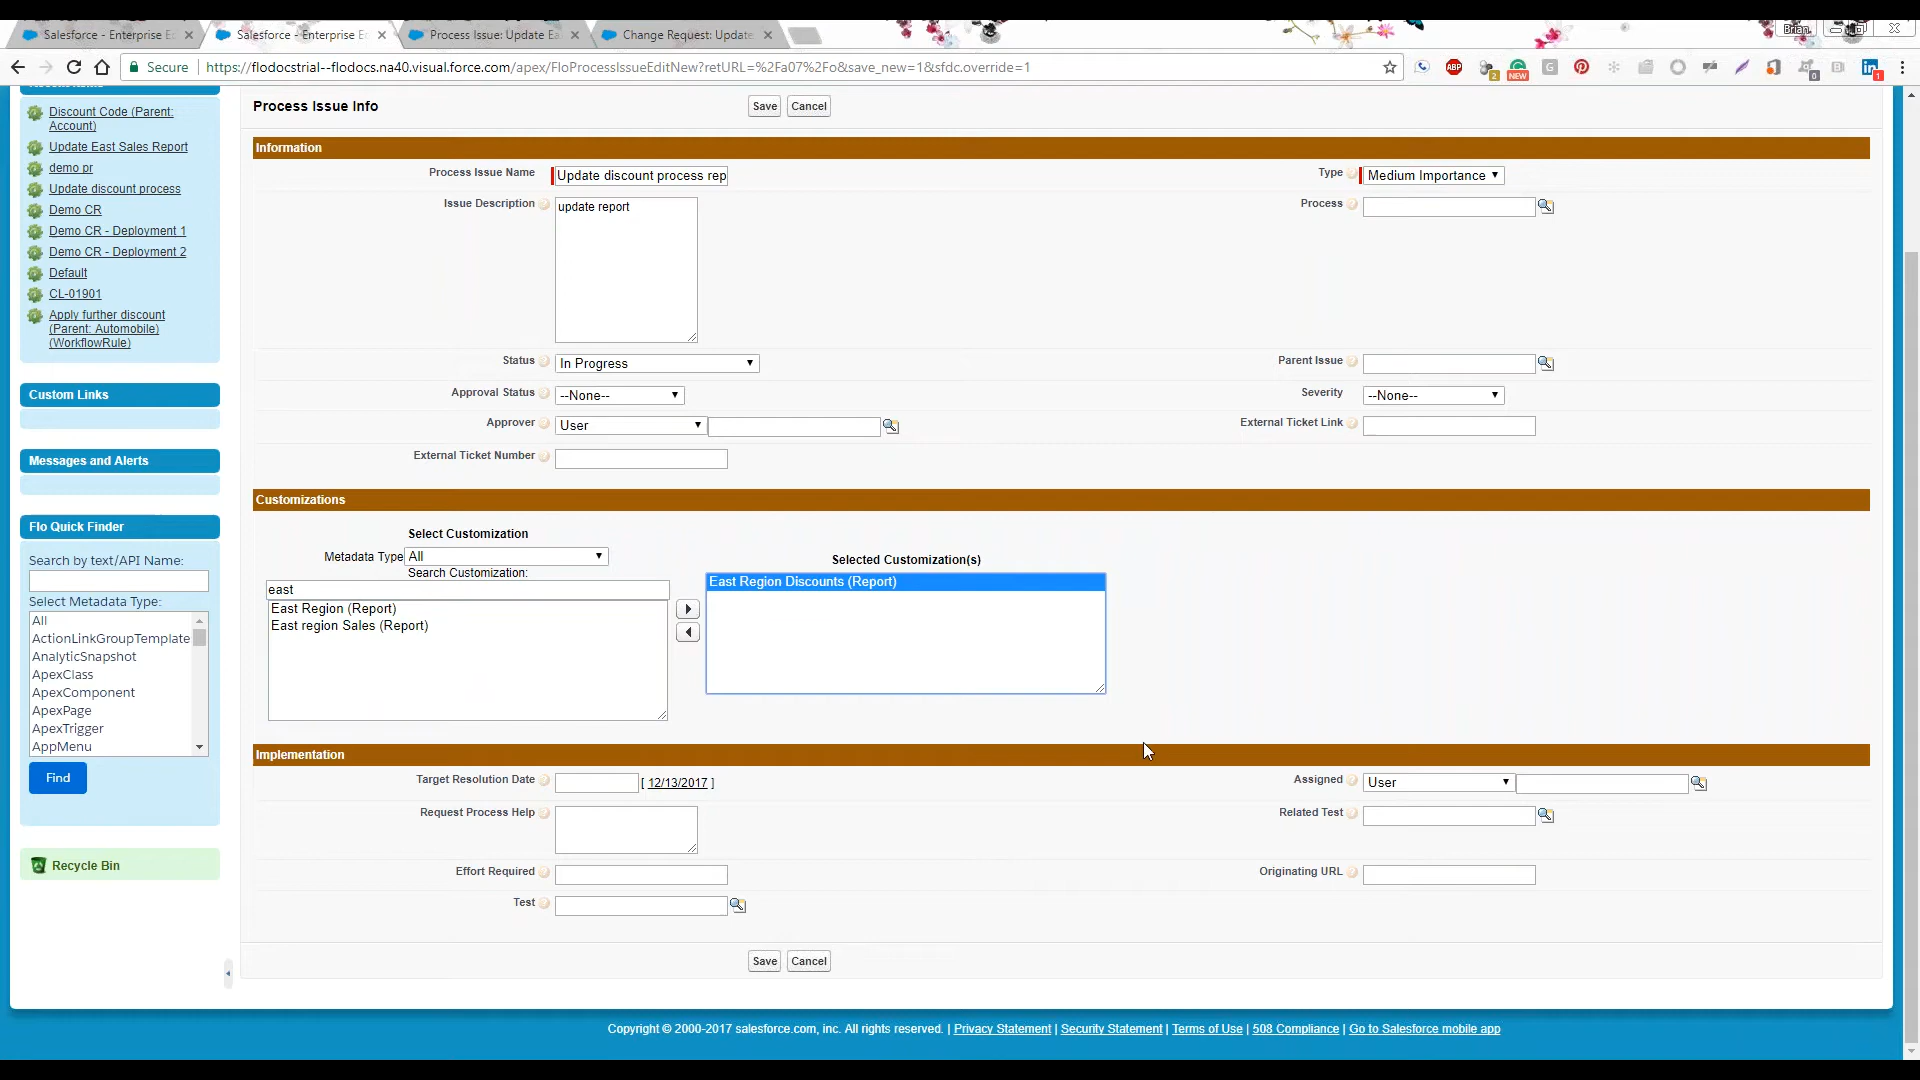 Salesforce - Enterprise E
Salesforce - Enterprise E
Process Issue: Update Ea
Change Request: Update
Brian
Secure
https://flodocstrial--flodocs.na40.visual.force.com/apex/FloProcessIssueEditNew?retURL=%2Fa07%2Fo&save_new=1&sfdc.override=1
ABP
2
NEW
G
0
B
1
Discount Code (Parent:
Account)
Update East Sales Report
demo pr
Update discount process
Demo CR
Demo CR - Deployment 1
Demo CR - Deployment 2
Default
CL-01901
Apply further discount
(Parent: Automobile)
(WorkflowRule)
Custom Links
Messages and Alerts
Flo Quick Finder
Search by text/API Name:
Select Metadata Type:
All
ActionLinkGroupTemplate
AnalyticSnapshot
ApexClass
ApexComponent
ApexPage
ApexTrigger
AppMenu
Find
Recycle Bin
Process Issue Info
Save Cancel
Information
Process Issue Name Update discount process rep
Type Medium Importance
Issue Description update report
Process
Status In Progress
Parent Issue
Approval Status --None--
Severity --None--
Approver User
External Ticket Link
External Ticket Number
Customizations
Select Customization
Metadata Type All
Search Customization:
east
East Region (Report)
East region Sales (Report)
Selected Customization(s)
East Region Discounts (Report)
Implementation
Target Resolution Date [ 12/13/2017 ]
Assigned User
Request Process Help
Related Test
Effort Required
Originating URL
Test
Save Cancel
Copyright © 2000-2017 salesforce.com, inc. All rights reserved. | Privacy Statement | Security Statement | Terms of Use | 508 Compliance | Go to Salesforce mobile app